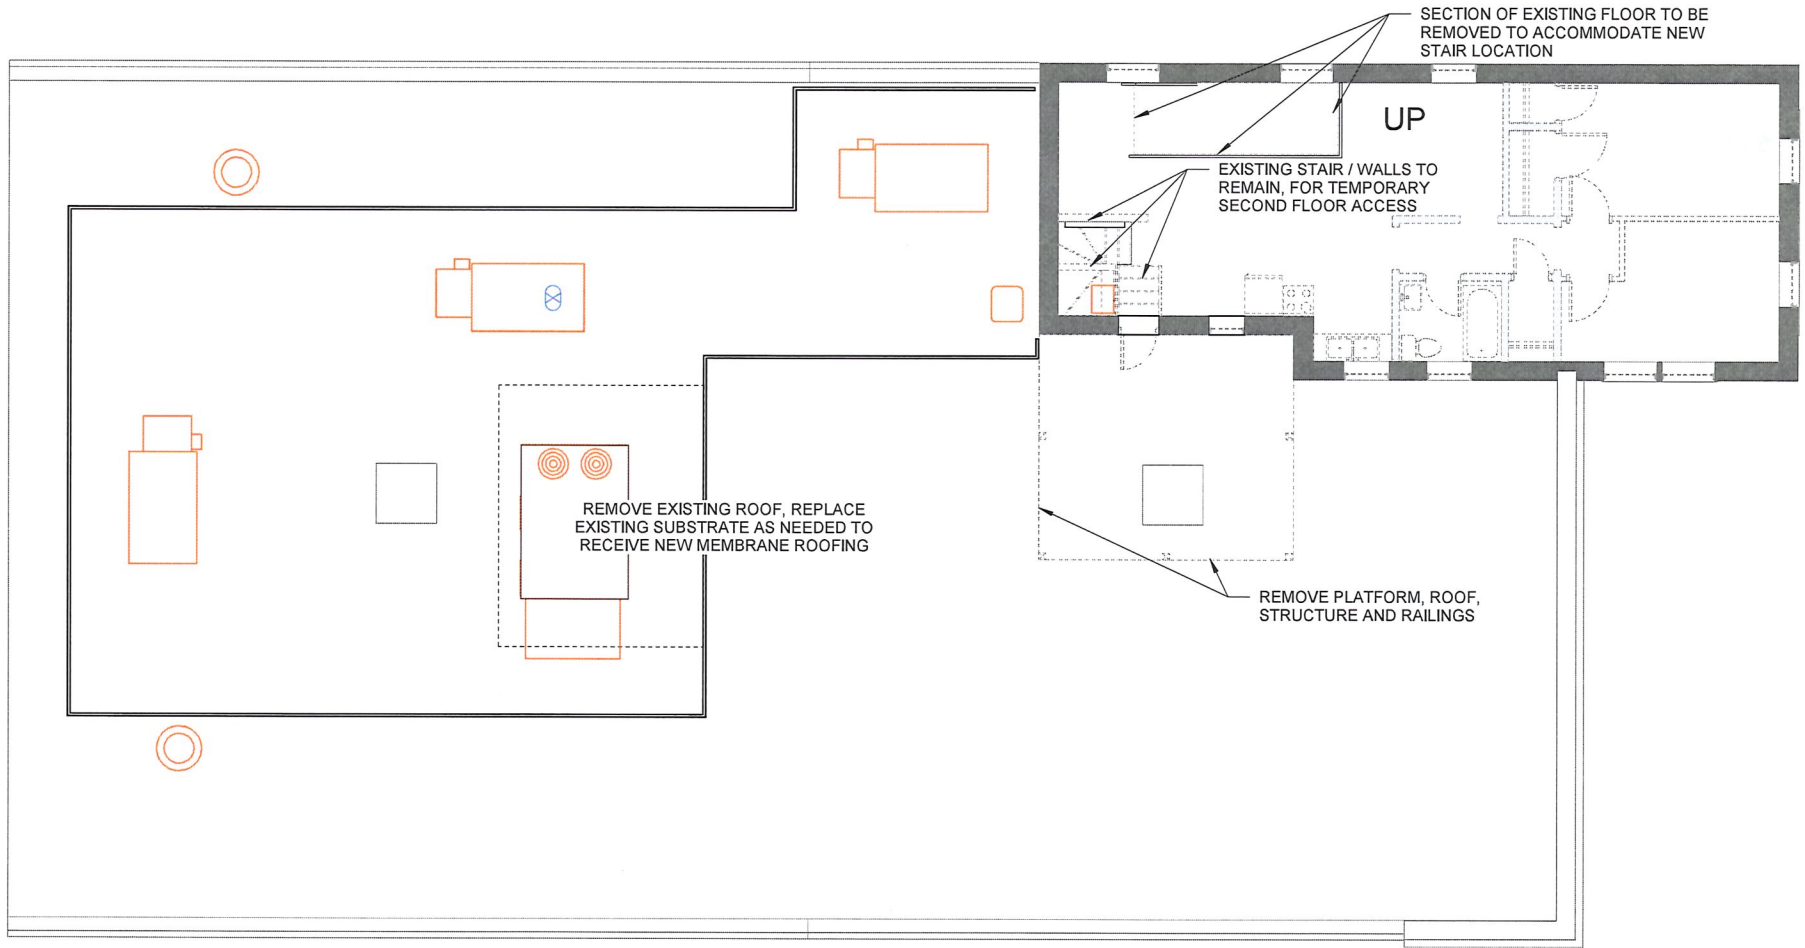 SECTION OF EXISTING FLOOR TO BE
REMOVED TO ACCOMMODATE NEW
STAIR LOCATION
UP
EXISTING STAIR / WALLS TO
REMAIN, FOR TEMPORARY
SECOND FLOOR ACCESS
REMOVE EXISTING ROOF, REPLACE
EXISTING SUBSTRATE AS NEEDED TO
RECEIVE NEW MEMBRANE ROOFING
REMOVE PLATFORM, ROOF,
STRUCTURE AND RAILINGS